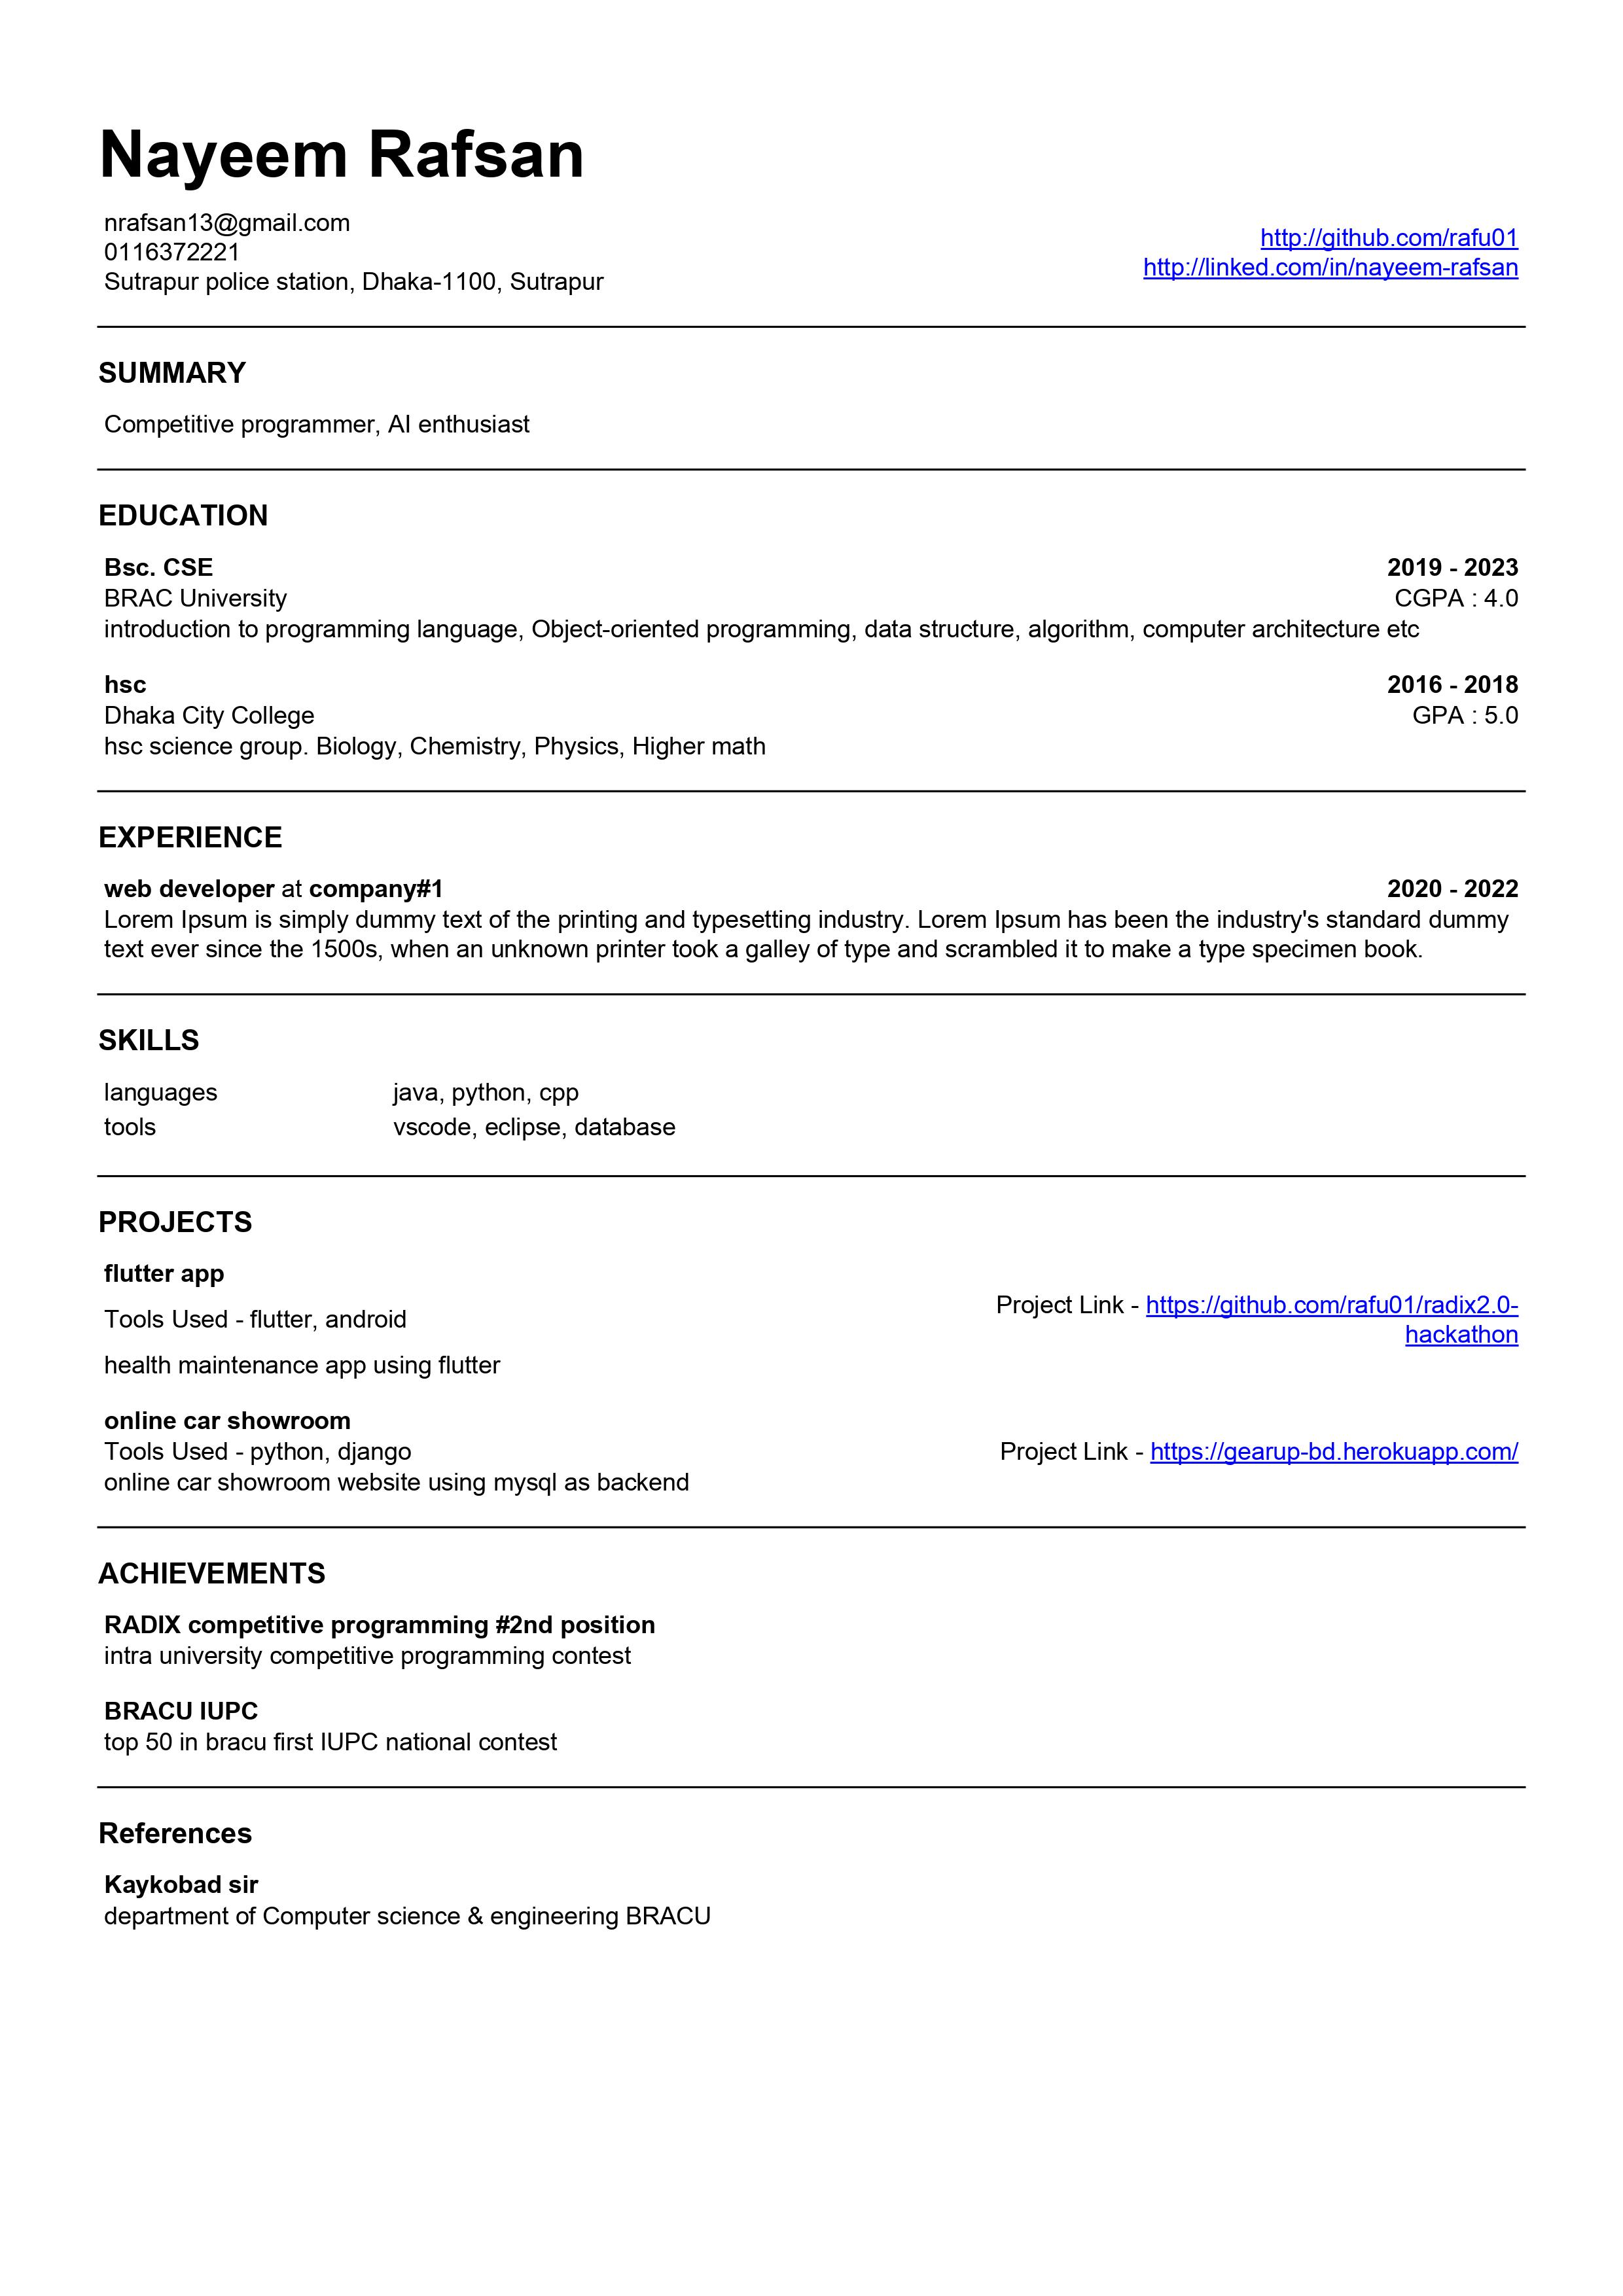 Nayeem Rafsan
nrafsan13@gmail.com
0116372221
Sutrapur police station, Dhaka-1100, Sutrapur
http://github.com/rafu01
http://linked.com/in/nayeem-rafsan
SUMMARY
Competitive programmer, AI enthusiast
EDUCATION
Bsc. CSE 2019 - 2023
BRAC University CGPA : 4.0
introduction to programming language, Object-oriented programming, data structure, algorithm, computer architecture etc
hsc 2016 - 2018
Dhaka City College GPA : 5.0
hsc science group. Biology, Chemistry, Physics, Higher math
EXPERIENCE
web developer at company#1 2020 - 2022
Lorem Ipsum is simply dummy text of the printing and typesetting industry. Lorem Ipsum has been the industry's standard dummy
text ever since the 1500s, when an unknown printer took a galley of type and scrambled it to make a type specimen book.
SKILLS
languages java, python, cpp
tools vscode, eclipse, database
PROJECTS
flutter app
Tools Used - flutter, android
Project Link - https://github.com/rafu01/radix2.0-
hackathon
health maintenance app using flutter
online car showroom
Tools Used - python, django Project Link - https://gearup-bd.herokuapp.com/
online car showroom website using mysql as backend
ACHIEVEMENTS
RADIX competitive programming #2nd position
intra university competitive programming contest
BRACU IUPC
top 50 in bracu first IUPC national contest
References
Kaykobad sir
department of Computer science & engineering BRACU